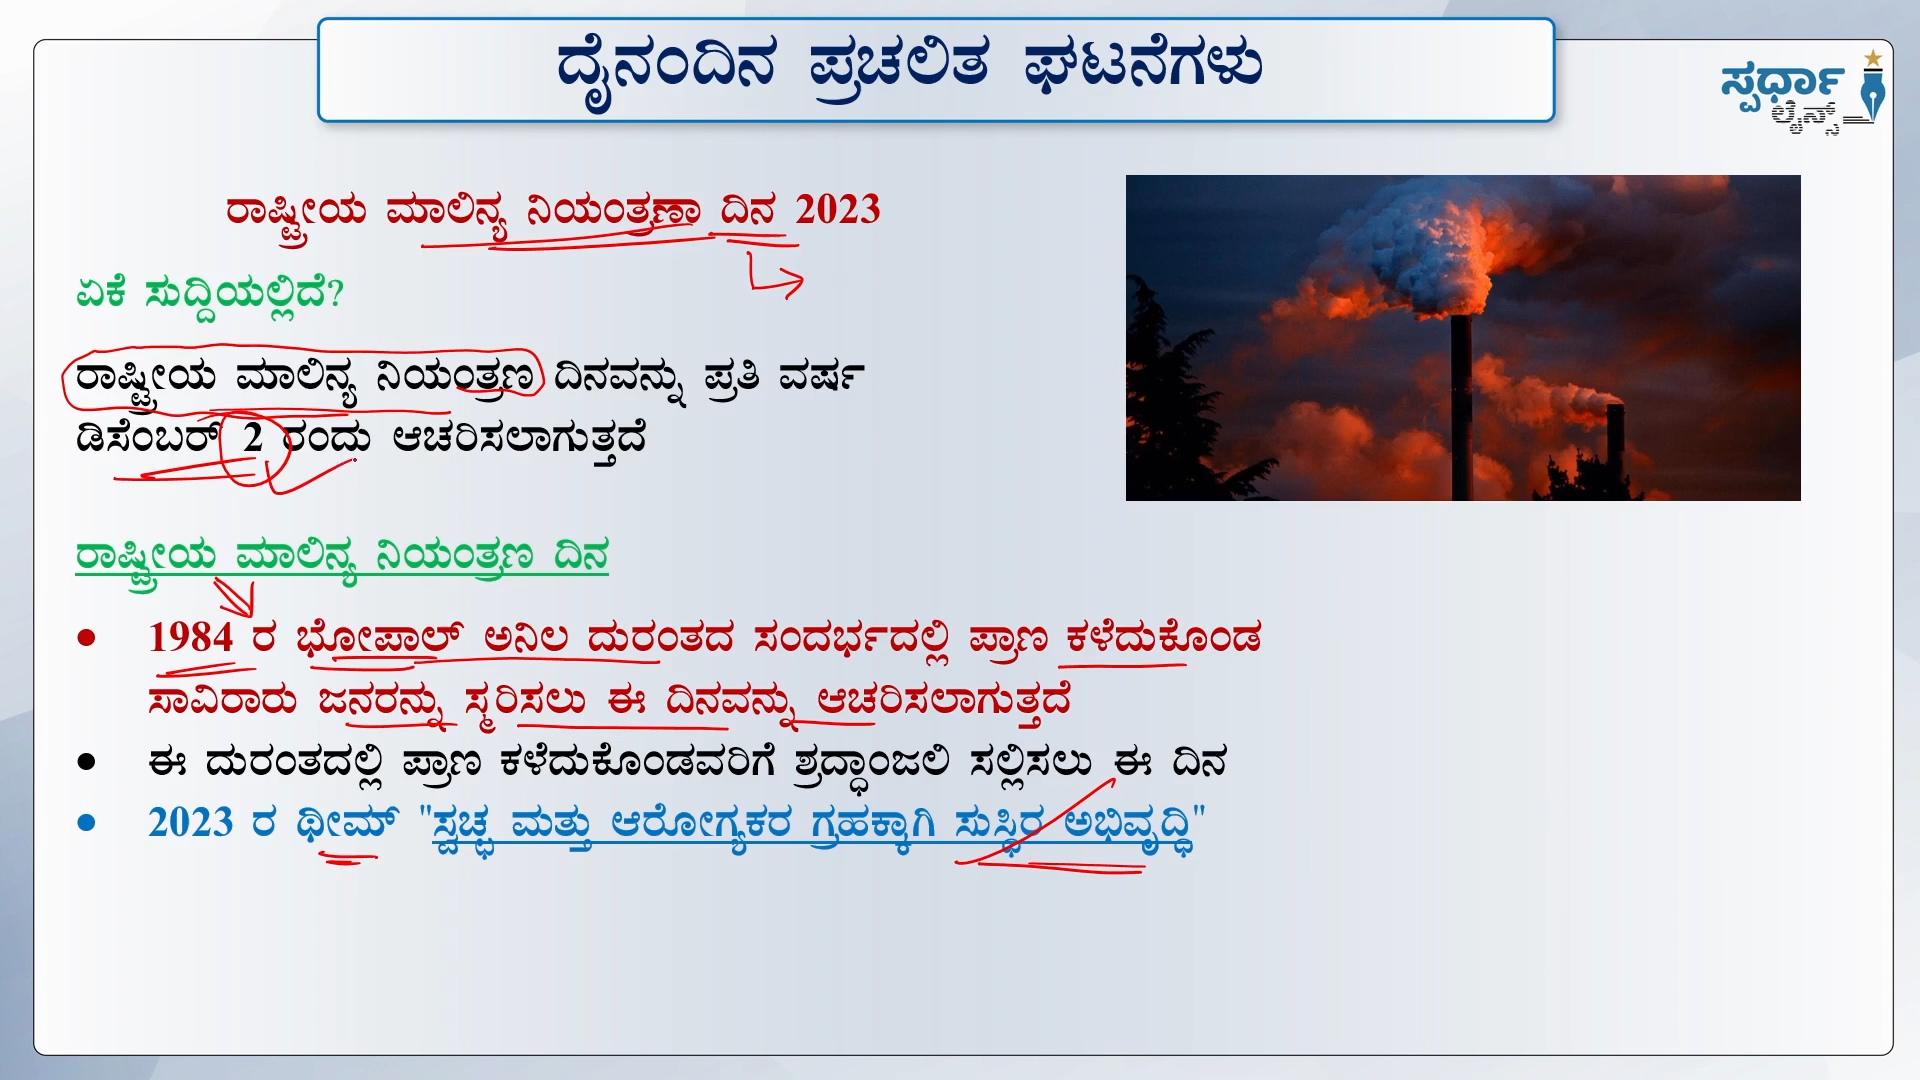 ದೈನಂದಿನ ಪ್ರಚಲಿತ ಘಟನೆಗಳು
ಸ್ಪರ್ಧಾ
ಲೈನ್ಸ್
ರಾಷ್ಟ್ರೀಯ ಮಾಲಿನ್ಯ ನಿಯಂತ್ರಣಾ ದಿನ 2023
ಏಕೆ ಸುದ್ದಿಯಲ್ಲಿದೆ?
ರಾಷ್ಟ್ರೀಯ ಮಾಲಿನ್ಯ ನಿಯಂತ್ರಣ ದಿನವನ್ನು ಪ್ರತಿ ವರ್ಷ
ಡಿಸೆಂಬರ್ 2 ರಂದು ಆಚರಿಸಲಾಗುತ್ತದೆ
ರಾಷ್ಟ್ರೀಯ ಮಾಲಿನ್ಯ ನಿಯಂತ್ರಣ ದಿನ
• 1984 ರ ಭೋಪಾಲ್ ಅನಿಲ ದುರಂತದ ಸಂದರ್ಭದಲ್ಲಿ ಪ್ರಾಣ ಕಳೆದುಕೊಂಡ
ಸಾವಿರಾರು ಜನರನ್ನು ಸ್ಮರಿಸಲು ಈ ದಿನವನ್ನು ಆಚರಿಸಲಾಗುತ್ತದೆ
• ಈ ದುರಂತದಲ್ಲಿ ಪ್ರಾಣ ಕಳೆದುಕೊಂಡವರಿಗೆ ಶ್ರದ್ಧಾಂಜಲಿ ಸಲ್ಲಿಸಲು ಈ ದಿನ
• 2023 ರ ಥೀಮ್ "ಸ್ವಚ್ಛ ಮತ್ತು ಆರೋಗ್ಯಕರ ಗ್ರಹಕ್ಕಾಗಿ ಸುಸ್ಥಿರ ಅಭಿವೃದ್ಧಿ"